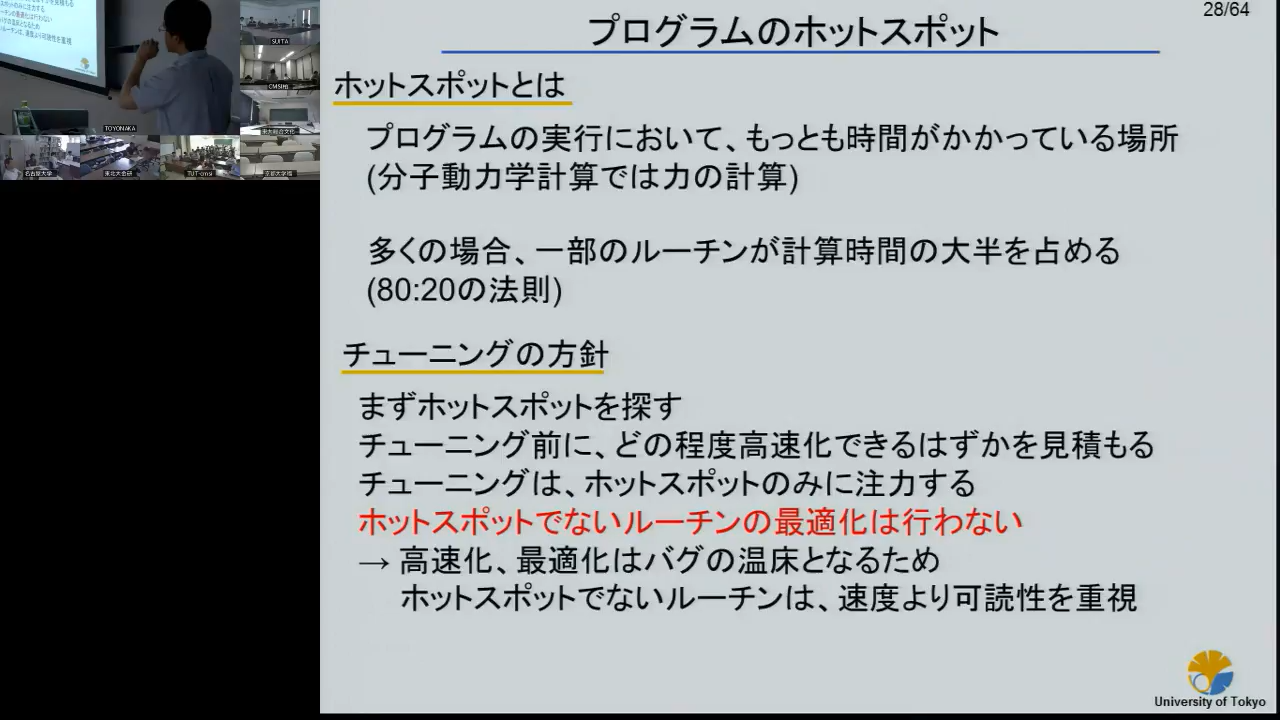 28/64
プログラムのホットスポット
ホットスポットとは
プログラムの実行において、もっとも時間がかかっている場所
(分子動力学計算では力の計算)
多くの場合、一部のルーチンが計算時間の大半を占める
(80:20の法則)
チューニングの方針
まずホットスポットを探す
チューニング前に、どの程度高速化できるはずかを見積もる
チューニングは、ホットスポットのみに注力する
ホットスポットでないルーチンの最適化は行わない
→ 高速化、最適化はバグの温床となるため
ホットスポットでないルーチンは、速度より可読性を重視
University of Tokyo
TOYONAKA
SUITA
名古屋大学
東北大金研
TUT-cmsi